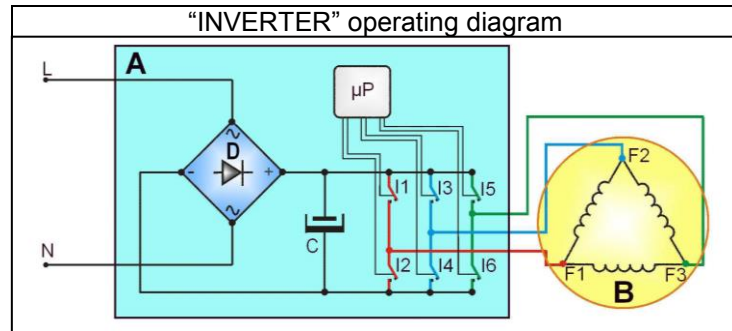 “INVERTER” operating diagram
A
L
µP
D
~
- +
~
I1 I3 I5
C
I2 I4 I6
N
F2
F1 F3
B